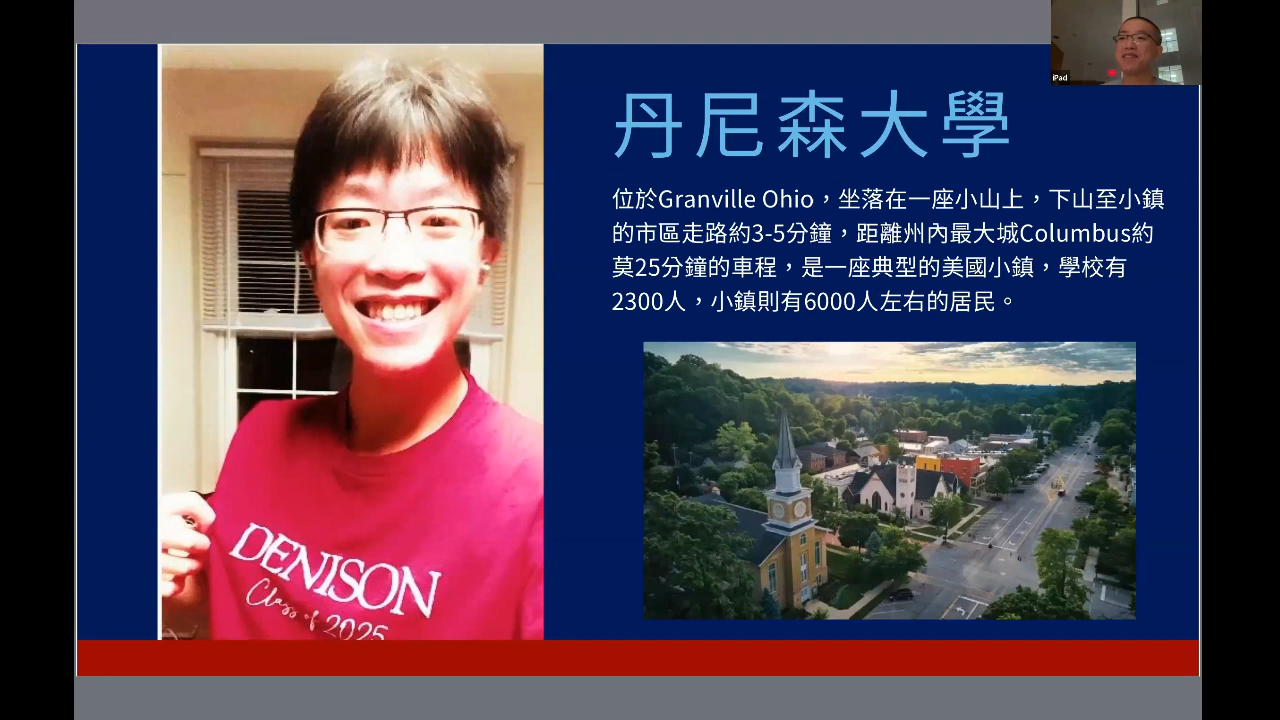 iPad
丹尼森大學
位於Granville Ohio，坐落在一座小山上，下山至小鎮
的市區走路約3-5分鐘，距離州內最大城Columbus約
莫25分鐘的車程，是一座典型的美國小鎮，學校有
2300人，小鎮則有6000人左右的居民。
DENISON
Class of 2025